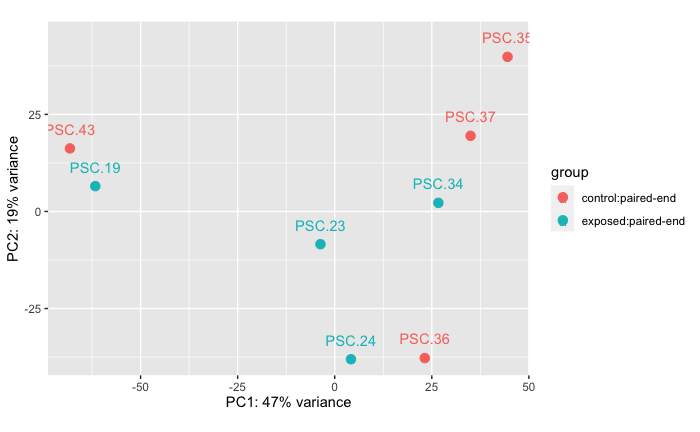 PSC.35
PSC.37
PSC.43
PSC.19
PSC.34
PSC.23
PSC.24
PSC.36
25
0
-25
-50
-25
0
25
50
PC1: 47% variance
PC2: 19% variance
group
control:paired-end
exposed:paired-end